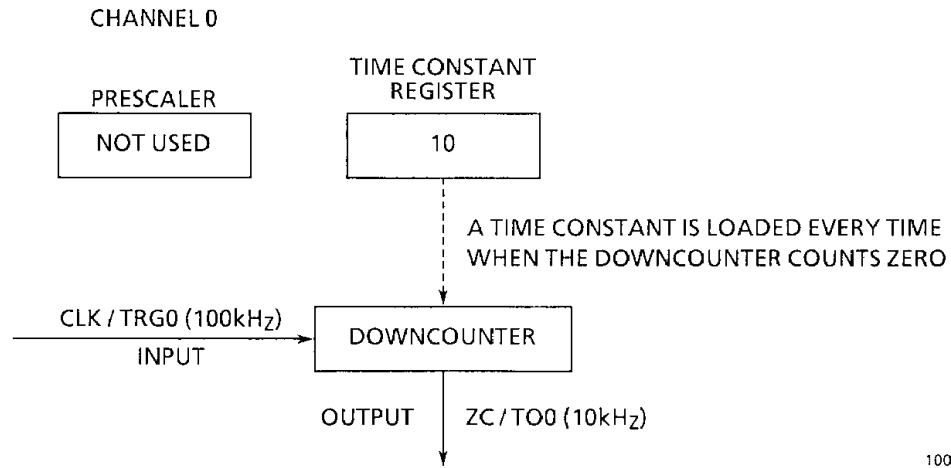 CHANNEL 0
PRESCALER
NOT USED
TIME CONSTANT
REGISTER
10
A TIME CONSTANT IS LOADED EVERY TIME
WHEN THE DOWNCOUNTER COUNTS ZERO
CLK / TRG0 (100kHz)
INPUT
DOWNCOUNTER
OUTPUT
ZC / TO0 (10kHz)
100